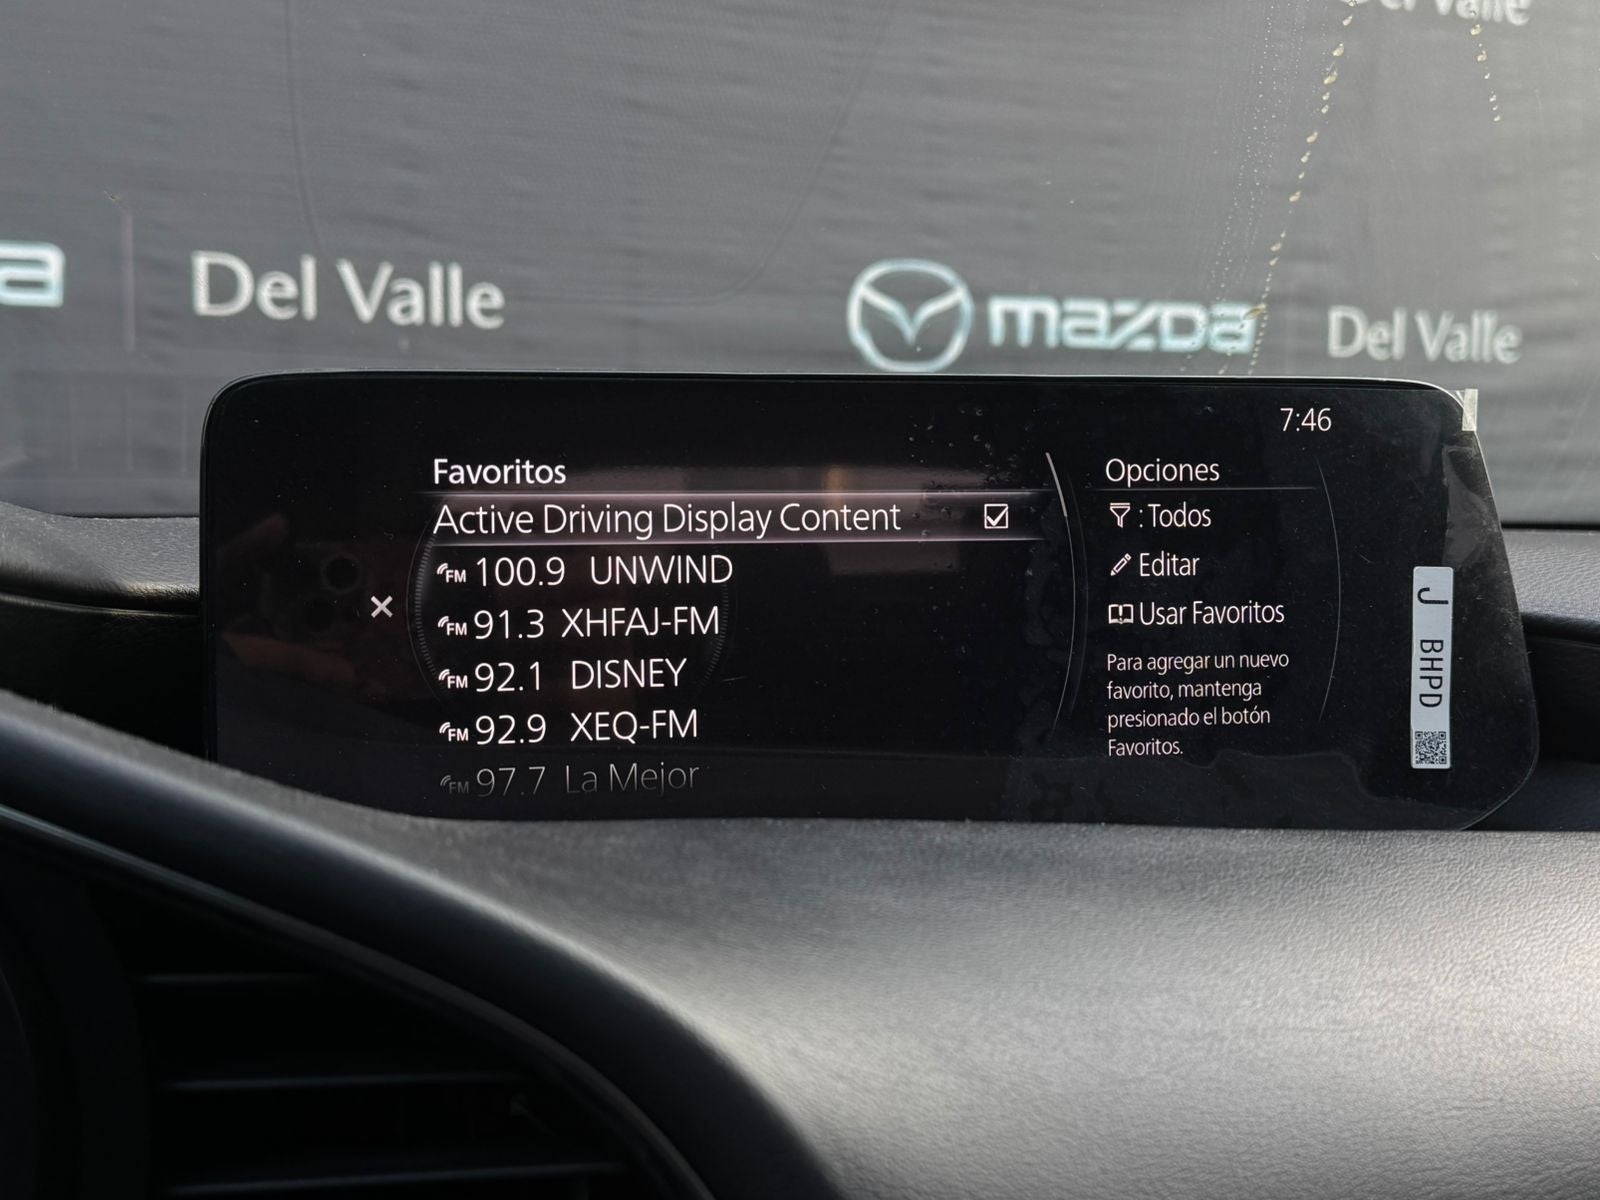 Del Valle
a
Del Valle
mazda
Del Valle
7:46
Favoritos
Active Driving Display Content
FM 100.9 UNWIND
FM 91.3 XHFAJ-FM
FM 92.1 DISNEY
FM 92.9 XEQ-FM
FM 97.7 La Mejor
Opciones
: Todos
Editar
Usar Favoritos
Para agregar un nuevo
favorito, mantenga
presionado el botón
Favoritos.
J BHPD